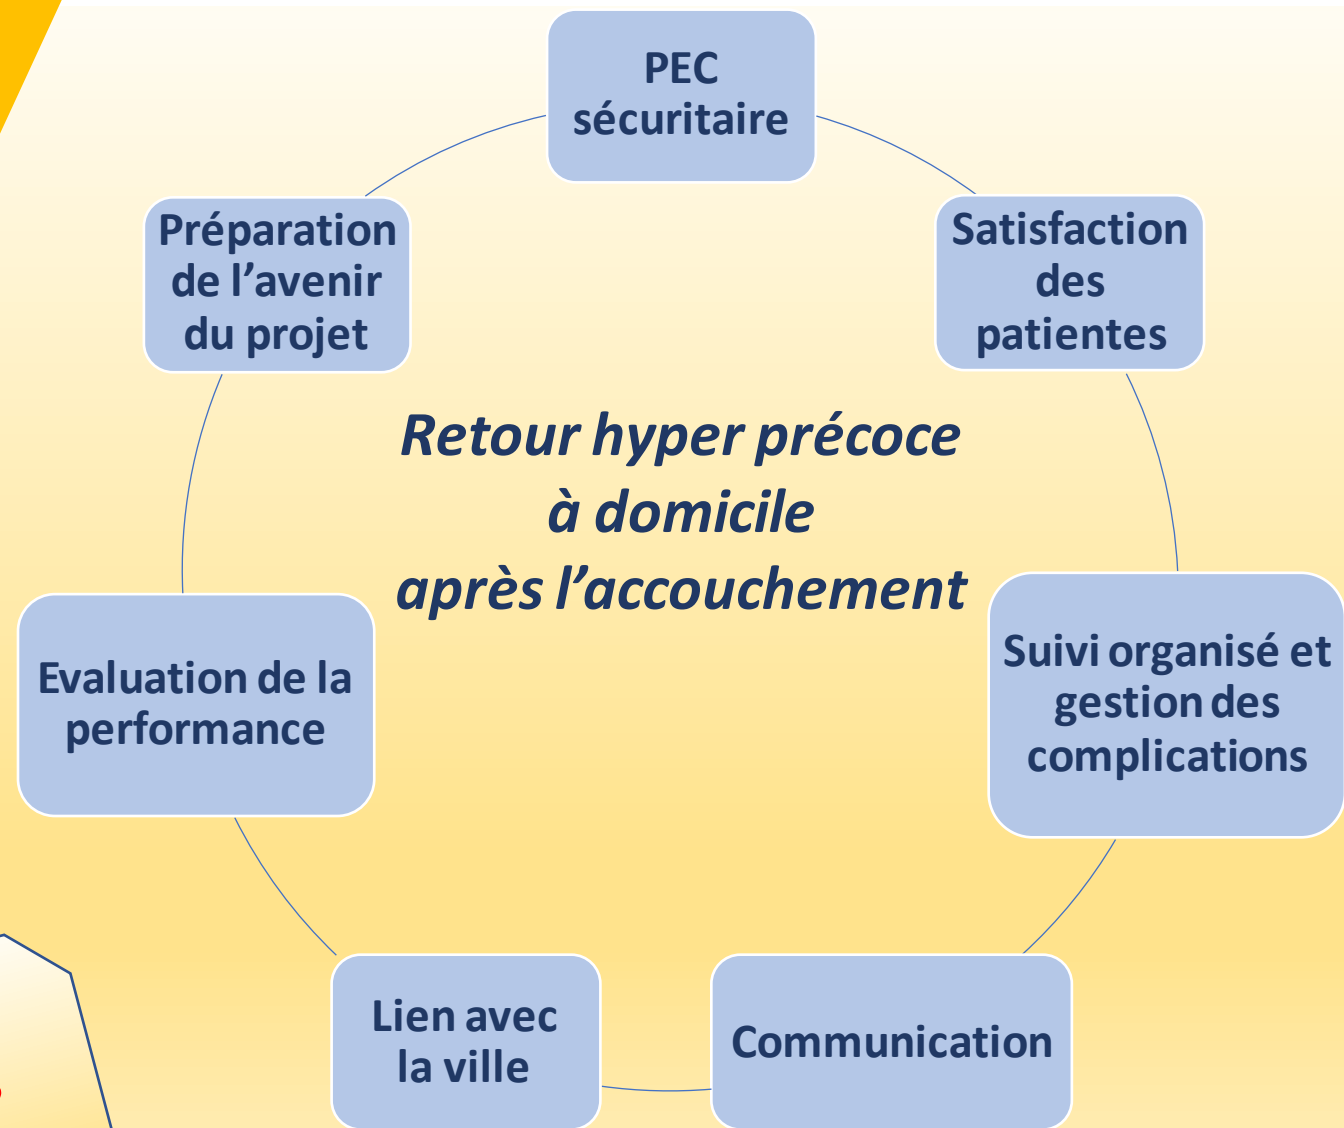 PEC
sécuritaire
Satisfaction
des
patientes
Suivi organisé et
gestion des
complications
Communication
Lien avec
la ville
Evaluation de la
performance
Préparation
de l’avenir
du projet
Retour hyper précoce
à domicile
après l’accouchement